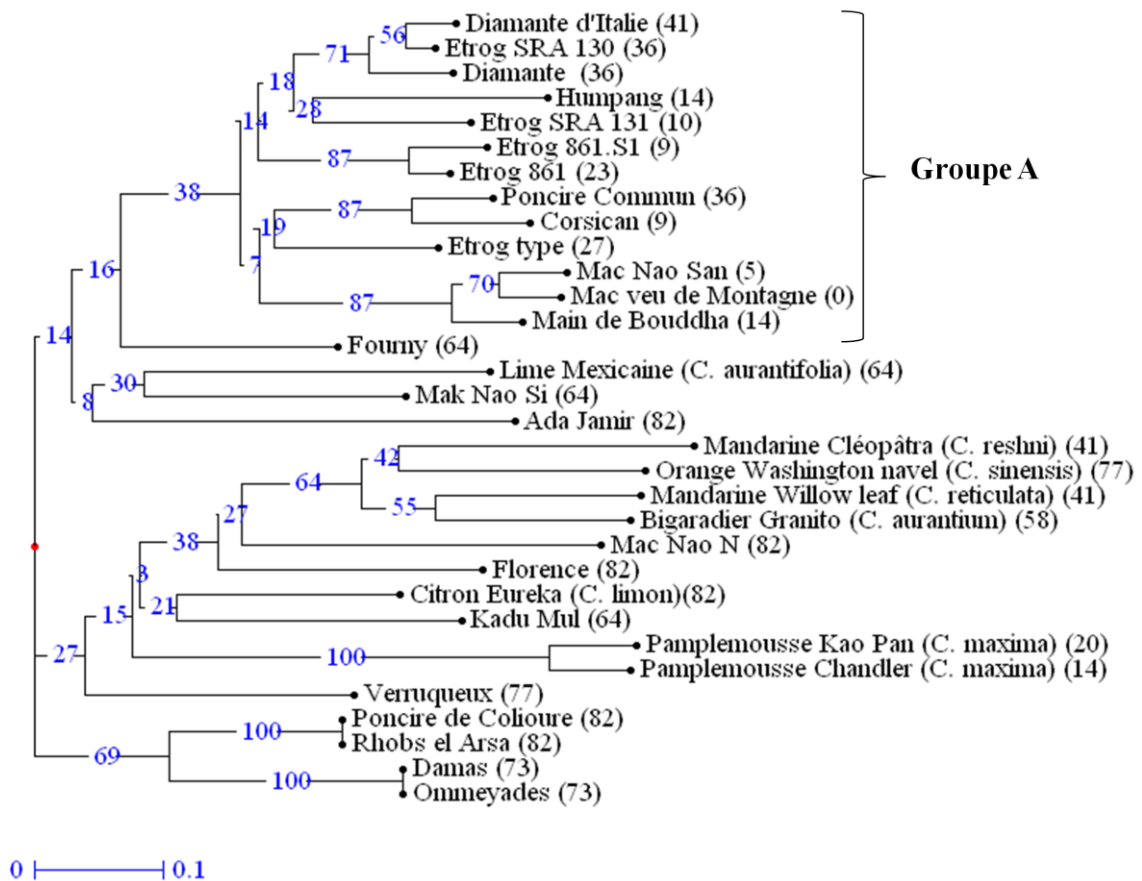 Diamante d'Italie (41)
56
Etrog SRA 130 (36)
71
Diamante (36)
18
Humpang (14)
28
Etrog SRA 131 (10)
14
Etrog 861.S1 (9)
87
Etrog 861 (23)
Groupe A
38
Poncire Commun (36)
87
Corsican (9)
19
Etrog type (27)
7
Mac Nao San (5)
70
Mac veu de Montagne (0)
87
Main de Bouddha (14)
16
Fourny (64)
14
Lime Mexicaine (C. aurantifolia) (64)
30
Mak Nao Si (64)
8
Ada Jamir (82)
Mandarine Cléopâtra (C. reshni) (41)
42
Orange Washington navel (C. sinensis) (77)
64
Mandarine Willow leaf (C. reticulata) (41)
55
Bigaradier Granito (C. aurantium) (58)
27
Mac Nao N (82)
38
Florence (82)
3
Citron Eureka (C. limon)(82)
21
Kadu Mul (64)
15
Pamplemousse Kao Pan (C. maxima) (20)
100
Pamplemousse Chandler (C. maxima) (14)
27
Verruqueux (77)
Poncire de Colioure (82)
100
Rhobs el Arsa (82)
69
Damas (73)
100
Ommeyades (73)
0 0.1